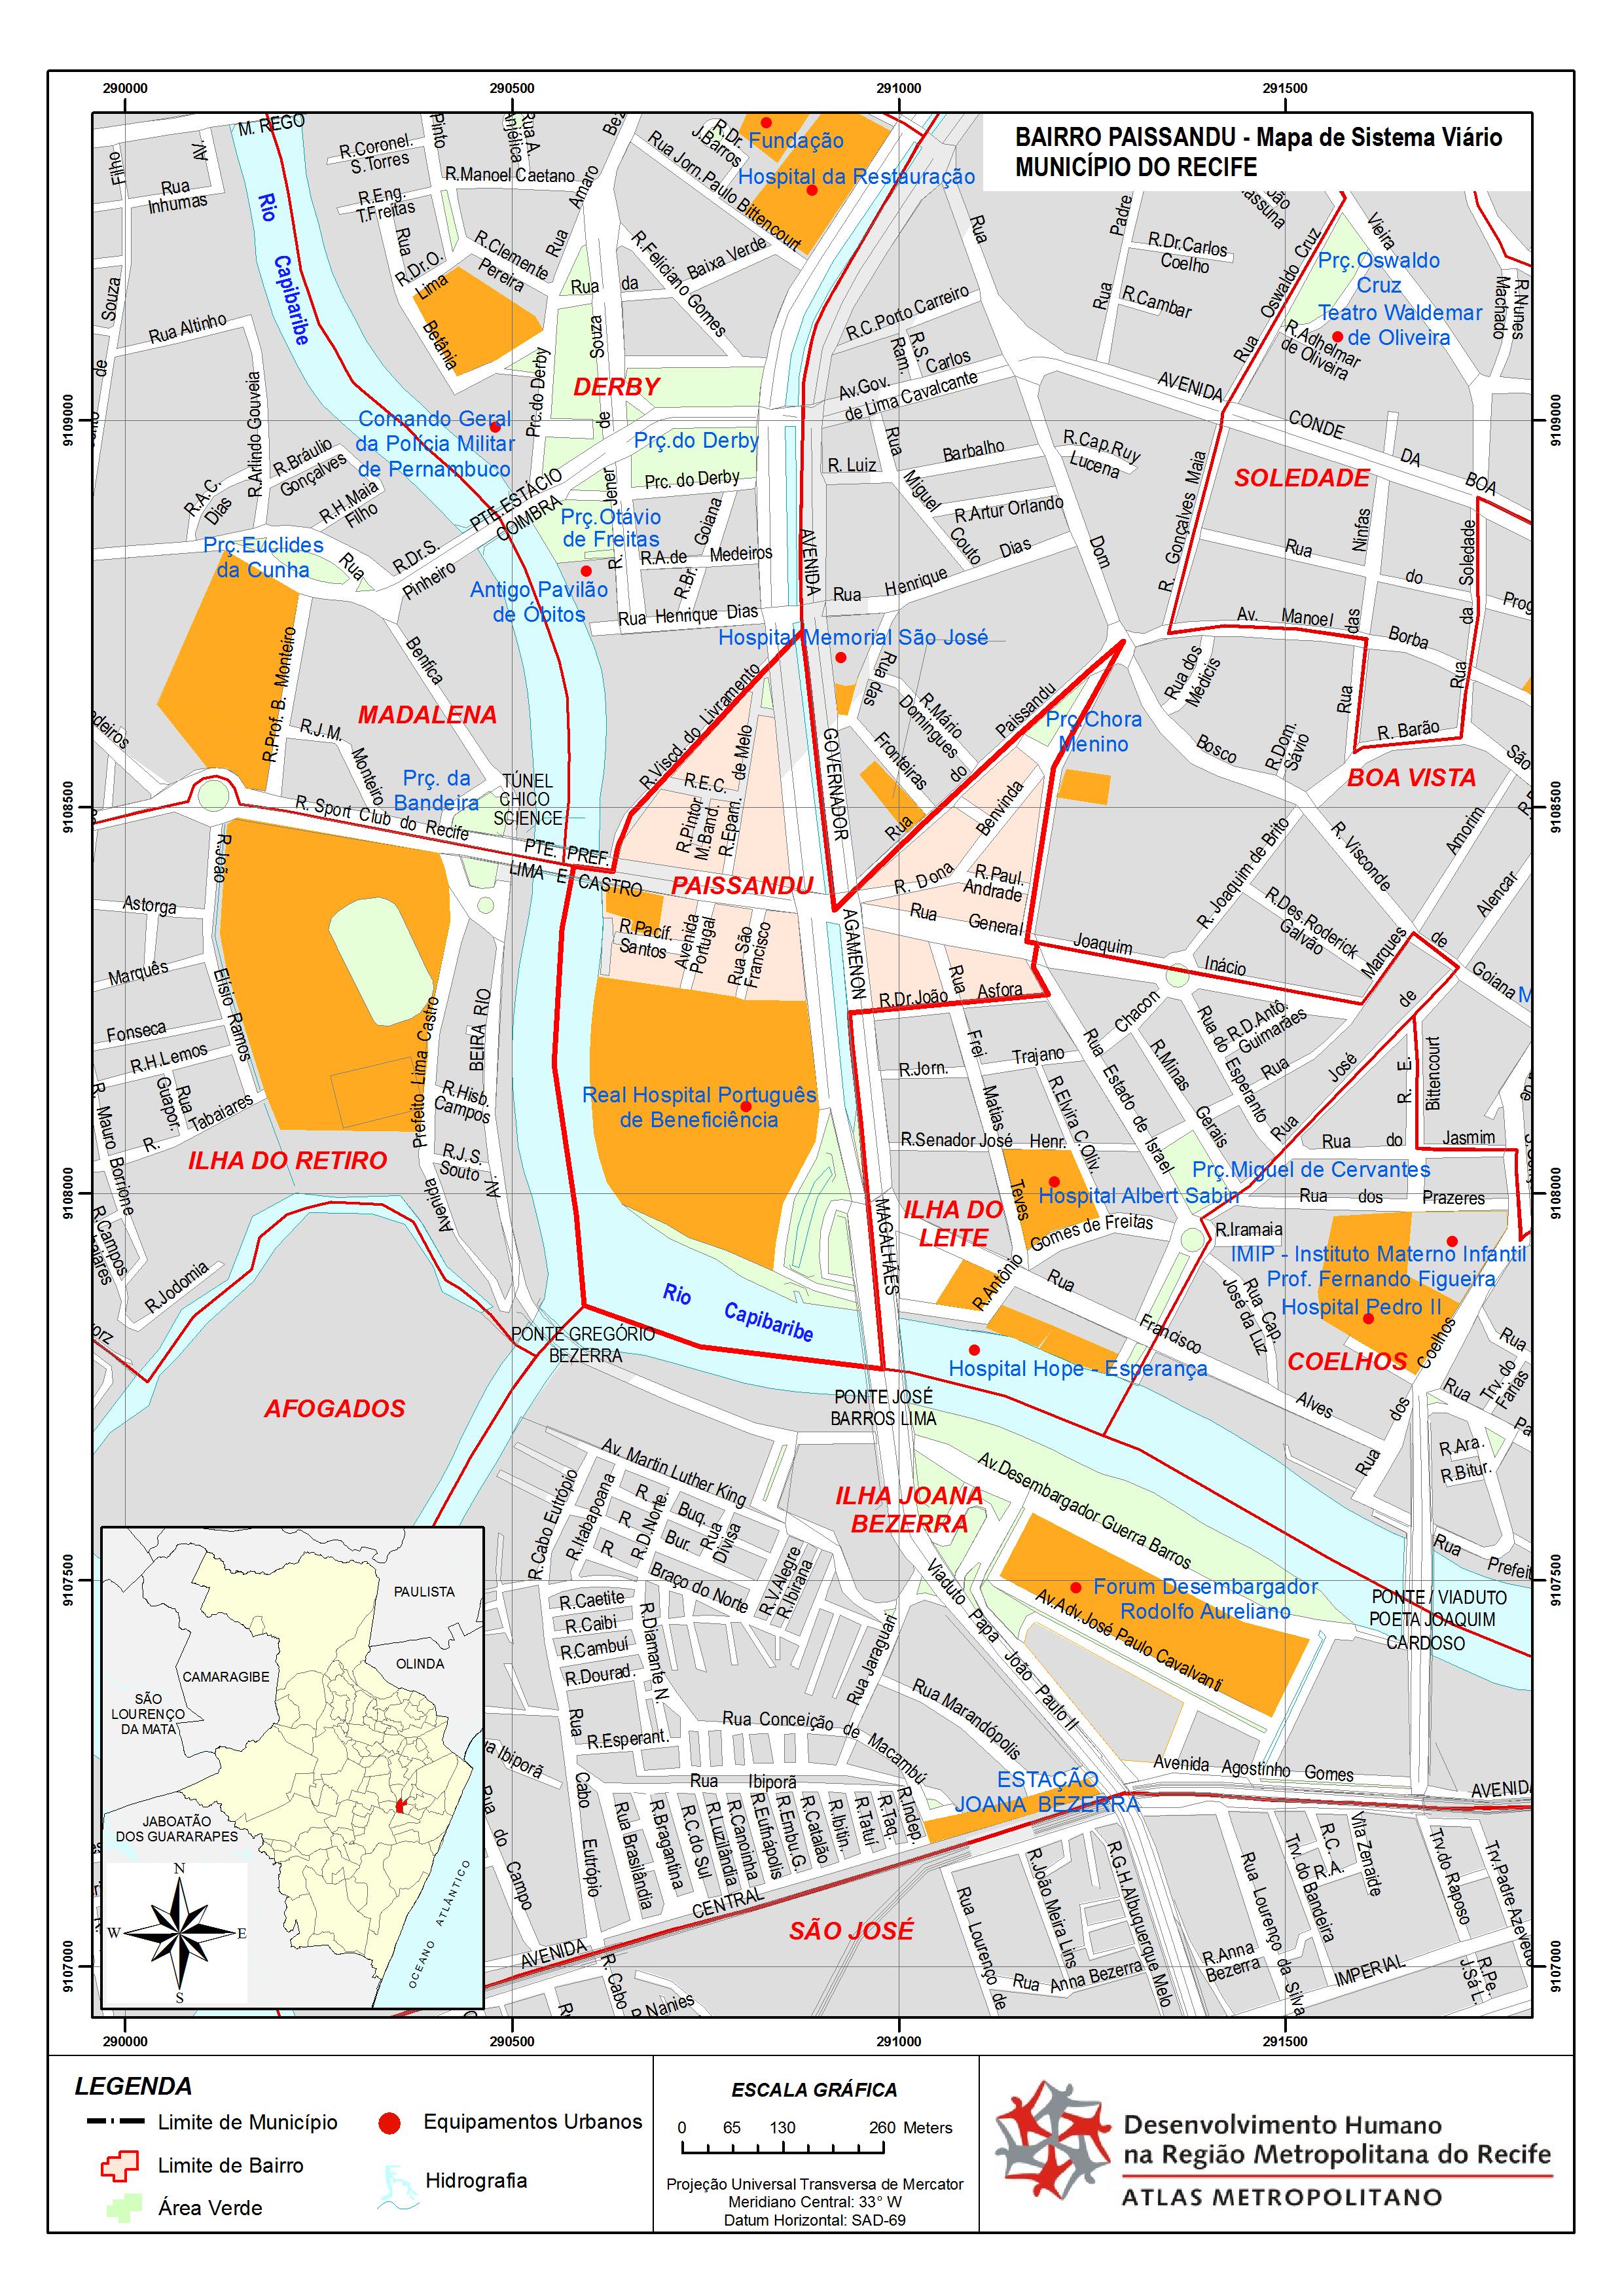 290000
290500
291000
291500
BAIRRO PAISSANDU - Mapa de Sistema Viário
MUNICÍPIO DO RECIFE
M. REGO
R.Coronel.
S.Torres
Pinto
R.Manoel Caetano
R.Dr.
J.Barros
Fundação
Rua Jorn.Paulo Bittencourt
Hospital da Restauração
Filho
AV.
Rua
Inhumas
Rio
Capibaribe
R.Eng.
T.Freitas
Rua
Amaro
R.Clemente
Pereira
Rua
R.Feliciano Gomes
Baixa Verde
Rua
Padre
R.Dr.Carlos
Coelho
Vieira
Oswaldo Cruz
Prç.Oswaldo
Cruz
Teatro Waldemar
de Oliveira
R.Adhelmar
de Oliveira
R.Nunes
Machado
Souza
Rua Altinho
R.Dr.O.
Lima
Betânia
Rua da
R.C.Porto Carreiro
R.S.
Ram.
Carlos
Rua
R.Cambar
Rua
de
DERBY
Souza
Prc.do Derby
de
Av.Gov.
de Lima Cavalcante
AVENIDA
CONDE
DA
BOA
9109000
9109000
Comando Geral
da Polícia Militar
de Pernambuco
R.Arlindo Gouveia
R.Bráulio
Gonçalves
R.A.C.
Dias
R.H.Maia
Filho
Prç.do Derby
Prc. do Derby
R. Luiz
Barbalho
R.Cap.Ruy
Lucena
Rua
Miguel
Couto
SOLEDADE
PTE.ESTÁCIO
COIMBRA
Jener
R.
Prç.Otávio
de Freitas
Goiana
R.Br.
R.A.de Medeiros
AVENIDA
R.Artur Orlando
Dias
Henrique
Rua
Dom
R. Gonçalves Maia
Ninfas
das
Rua
Rua
do
Soledade
da
Rua
Prog
Prç.Euclides
da Cunha
Rua
R.Dr.S.
Pinheiro
Antigo Pavilão
de Óbitos
Rua Henrique Dias
Av. Manoel
Borba
Hospital Memorial São José
Benfica
R.Prof. B. Monteiro
MADALENA
R.J.M.
Monteiro
Rua das
Fronteiras
R.Mário
Domingues
Rua
do
Paissandu
Prç.Chora
Menino
Rua dos
Médicis
Bosco
R.Dom.
Sávio
R. Barão
São
BOA VISTA
R.Viscd. do Livramento
de Melo
R.E.C.
R.Pintor
M.Band.
R.Epam.
GOVERNADOR
Prç. da
Bandeira
TÚNEL
CHICO
SCIENCE
9108500
9108500
R. Sport Club do Recife
PTE. PREF.
LIMA E CASTRO
PAISSANDU
R. Dona
Benvinda
R.Paul.
Andrade
Rua
General
Joaquim
Inácio
R. Joaquim de Brito
R. Visconde
Amorim
Alencar
R.Des.Roderick
Galvão
Marques
de
Goiana
R.João
Elísio
Ramos
Astorga
Marquês
R.Pacíf.
Santos
Avenida
Portugal
Rua São
Francisco
AGAMENON
Rua
Frei
Matias
Teves
R.Dr.João
Asfora
Fonseca
R.H.Lemos
Rua
Guapor.
R.
Tabaiares
R. Mauro Borrione
BEIRA RIO
AV.
Prefeito Lima Castro
Avenida
R.Hisb.
Campos
R.J.S.
Souto
Real Hospital Português
de Beneficiência
R.Jorn.
Trajano
Chacon
Rua Estado de Israel
R.Minas
Gerais
Rua do
Esperanto
R.D.Antô.
Guimarães
Rua
R.Elvira C.Oliv.
R.Senador José Henr.
Rua
José
de
R. E.
Bittencourt
Rua do Jasmim
Prç.Miguel de Cervantes
Rua dos Prazeres
ILHA DO RETIRO
9108000
9108000
Hospital Albert Sabin
ILHA DO
LEITE
MAGALHÃES
Gomes de Freitas
R.Antônio
R.Iramaia
IMIP - Instituto Materno Infantil
Prof. Fernando Figueira
Hospital Pedro II
Rua Cap.
José da Luz
R.Campos
R.Jodomia
Rio
Capibaribe
Rua
Francisco
Alves
COELHOS
Coelhos
dos
Rua
Rua
Trv. do
Farias
Rua
PONTE GREGÓRIO
BEZERRA
Hospital Hope - Esperança
AFOGADOS
PONTE JOSÉ
BARROS LIMA
R.Ara.
R.Bitur.
Av. Martin Luther King
Av.Desembargador Guerra Barros
ILHA JOANA
BEZERRA
R.Cabo Eutrópio
R.Itabapoana
R.D.Norte.
R. Buq.
R. Bur.
R.
Braço do Norte
Rua
Divisa
R.V.Alegre
R.Ibirana
Viaduto Papa João Paulo II
Rua
9107500
9107500
Forum Desembargador
Rodolfo Aureliano
PONTE / VIADUTO
POETA JOAQUIM
CARDOSO
R.Caetite
R.Caibi
R.Cambuí
R.Dourad.
R.Diamante N.
Av.Adv.José Paulo Cavalvanti
Rua Jaraguari
Rua Marandópolis
Rua
Cabo
Eutrópio
R.Esperant.
Rua Conceição de Macambú
Rua Ibiporã
Avenida Agostinho Gomes
ESTAÇÃO
JOANA BEZERRA
AVENIDA
Rua do Campo
Rua Brasilândia
R.Bragantina
R.C.do Sul
R.Luzilândia
R.Canoinha
R.Eufnápolis
R.Embu.G.
R.Catalão
R.Ibitin.
R.Tatuí
R.Taq.
R.Indep.
AVENIDA
CENTRAL
SÃO JOSÉ
R.João Meira Lins
R.G.H.Albuquerque Melo
Rua Lourenço de
Rua Anna Bezerra
R.Anna
Bezerra
Rua Lourenço da Silva
Trv. do Bandeira
R.C.
R.A.
Vila Zenaide
Trv.do Raposo
Trv.Padre Azevedo
IMPERIAL
R.Pe.
J.Sá L.
R. Cabo
R.Nanies
9107000
9107000
PAULISTA
OLINDA
CAMARAGIBE
SÃO
LOURENÇO
DA MATA
JABOATÃO
DOS GUARARAPES
OCEANO ATLÂNTICO
N
W
E
S
290000
290500
291000
291500
LEGENDA
Limite de Município
Limite de Bairro
Área Verde
Equipamentos Urbanos
Hidrografia
ESCALA GRÁFICA
0 65 130 260 Meters
Projeção Universal Transversa de Mercator
Meridiano Central: 33° W
Datum Horizontal: SAD-69
Desenvolvimento Humano
na Região Metropolitana do Recife
ATLAS METROPOLITANO